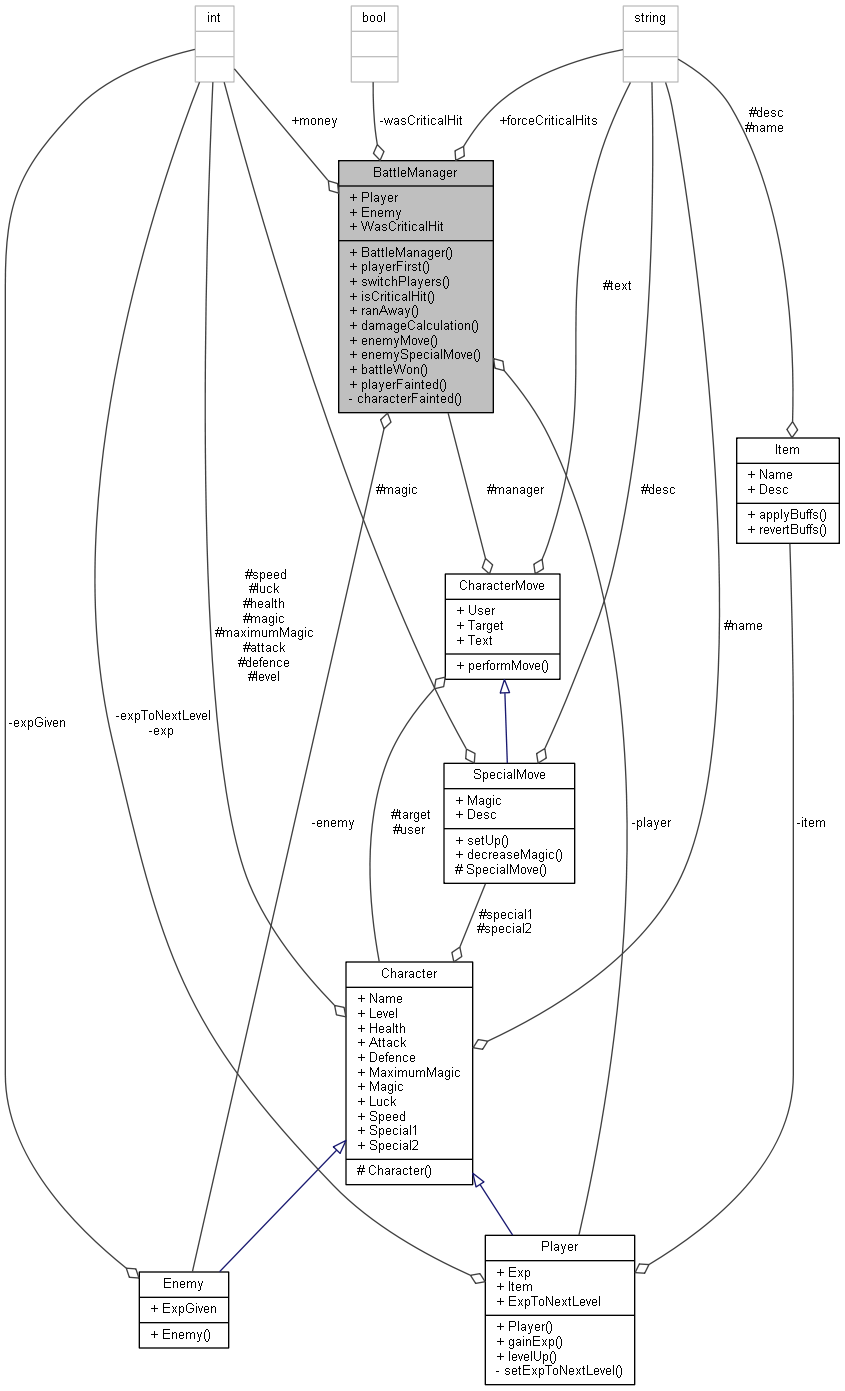 int
bool
string
+money
-wasCriticalHit
+forceCriticalHits
#desc
#name
BattleManager
+ Player
+ Enemy
+ WasCriticalHit
+ BattleManager()
+ playerFirst()
+ switchPlayers()
+ isCriticalHit()
+ ranAway()
+ damageCalculation()
+ enemyMove()
+ enemySpecialMove()
+ battleWon()
+ playerFainted()
- characterFainted()
#text
Item
+ Name
+ Desc
+ applyBuffs()
+ revertBuffs()
#magic
#manager
#desc
#speed
#luck
#health
#magic
#maximumMagic
#attack
#defence
#level
CharacterMove
+ User
+ Target
+ Text
+ performMove()
#name
-expGiven
-expToNextLevel
-exp
SpecialMove
+ Magic
+ Desc
+ setUp()
+ decreaseMagic()
# SpecialMove()
-enemy
#target
#user
-player
-item
#special1
#special2
Character
+ Name
+ Level
+ Health
+ Attack
+ Defence
+ MaximumMagic
+ Magic
+ Luck
+ Speed
+ Special1
+ Special2
# Character()
Enemy
+ ExpGiven
+ Enemy()
Player
+ Exp
+ Item
+ ExpToNextLevel
+ Player()
+ gainExp()
+ levelUp()
- setExpToNextLevel()